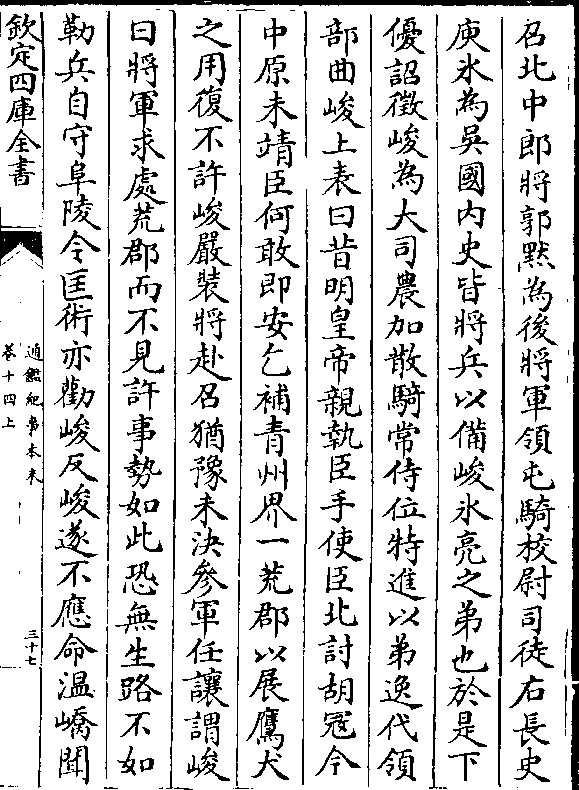 召北中郎將郭黙為後將軍領屯騎校尉司徒右長史
庾氷為吳國内史皆將兵以備峻氷亮之弟也於是下
優詔徵峻為大司農加散騎常侍位特進以弟逸代領
部曲峻上表曰昔明皇帝親執臣手使臣北討胡寇今
中原未靖臣何敢即安乞補青州界一荒郡以展鷹犬
之用復不許峻嚴装將赴召猶豫未決參軍任讓謂峻
曰將軍求處荒郡而不見許事勢如此恐無生路不如
勒兵自守阜陵令匡術亦勸峻反峻遂不應命温嶠聞
欽定四庫全書
通鑑紀事本末
卷十四上
三十七